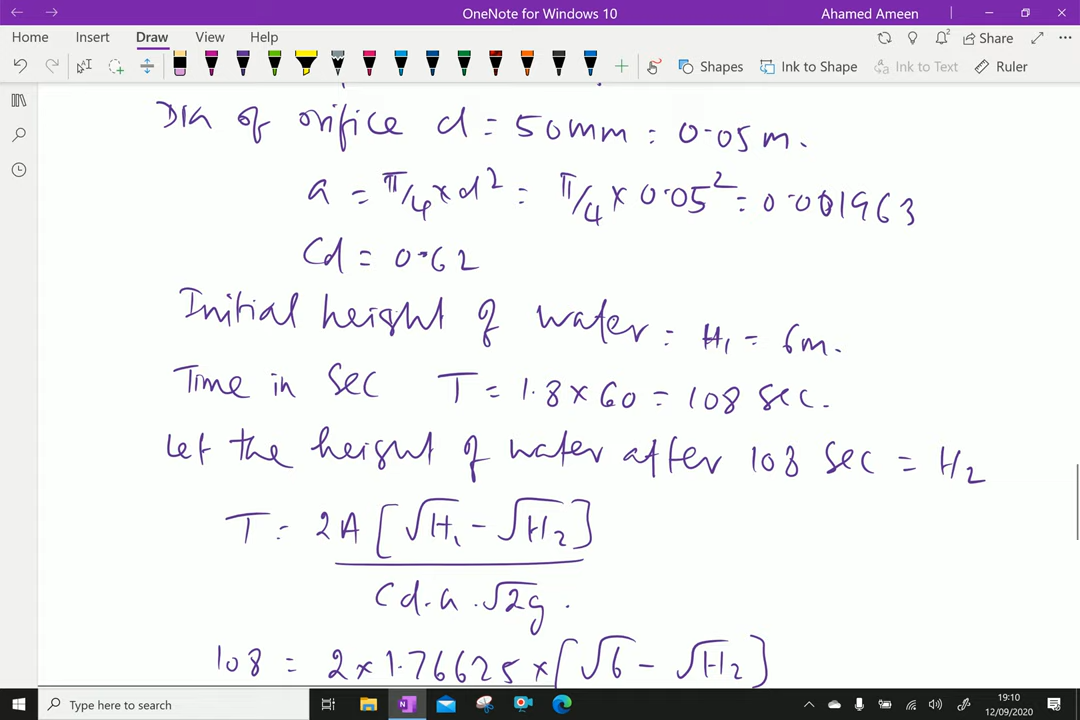 OneNote for Windows 10
Ahamed Ameen
Home Insert Draw View Help
Share
Shapes Ink to Shape Ink to Text Ruler
Dia of orifice d = 50mm = 0.05m.
a = π/4 × d² = π/4 × 0.05² = 0.001963
Cd = 0.62
Initial height of water = H₁ = 6m.
Time in Sec T = 1.8 × 60 = 108 sec.
Let the height of water after 108 sec = H₂
T = 2A [√H₁ - √H₂]
Cd.a.√2g.
108 = 2 × 1.76625 × [√6 - √H₂]
Type here to search
19:10
12/09/2020